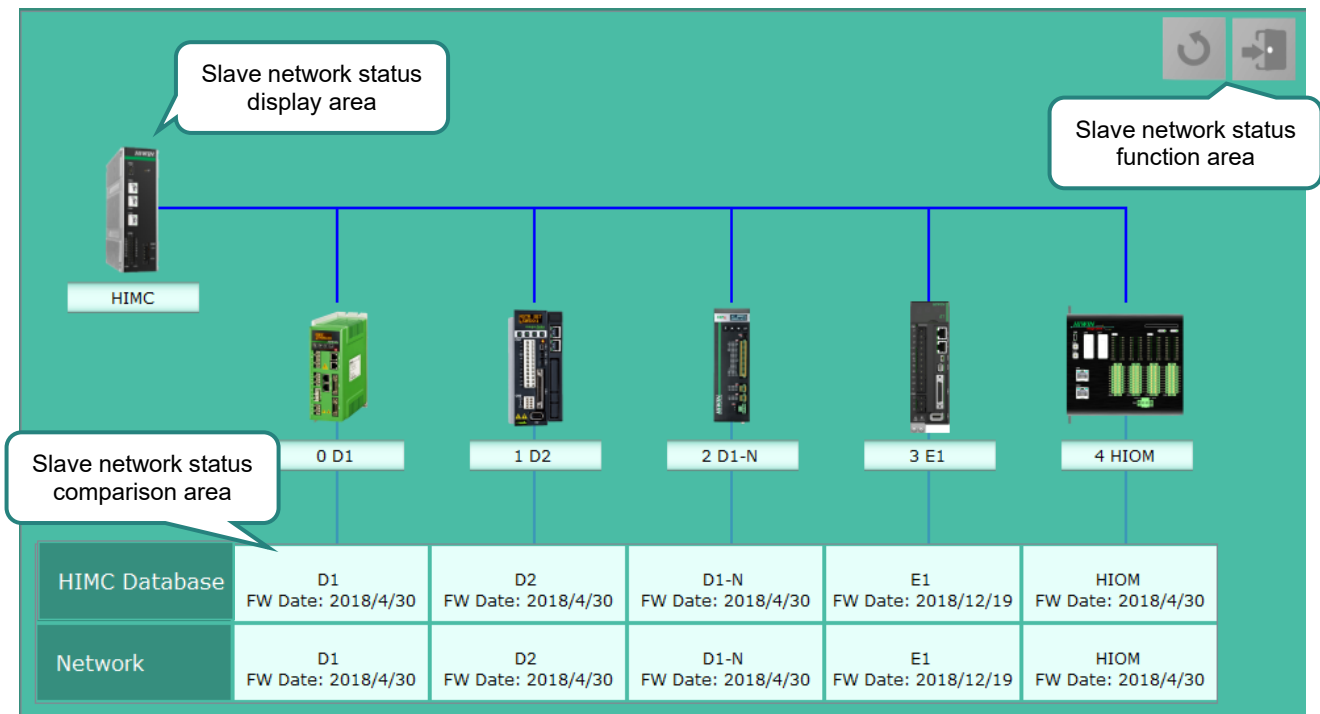 Slave network status
display area
Slave network status
function area
HIMC
0 D1
1 D2
2 D1-N
3 E1
4 HIOM
Slave network status
comparison area
HIMC Database
D1
FW Date: 2018/4/30
D2
FW Date: 2018/4/30
D1-N
FW Date: 2018/4/30
E1
FW Date: 2018/12/19
HIOM
FW Date: 2018/4/30
Network
D1
FW Date: 2018/4/30
D2
FW Date: 2018/4/30
D1-N
FW Date: 2018/4/30
E1
FW Date: 2018/12/19
HIOM
FW Date: 2018/4/30